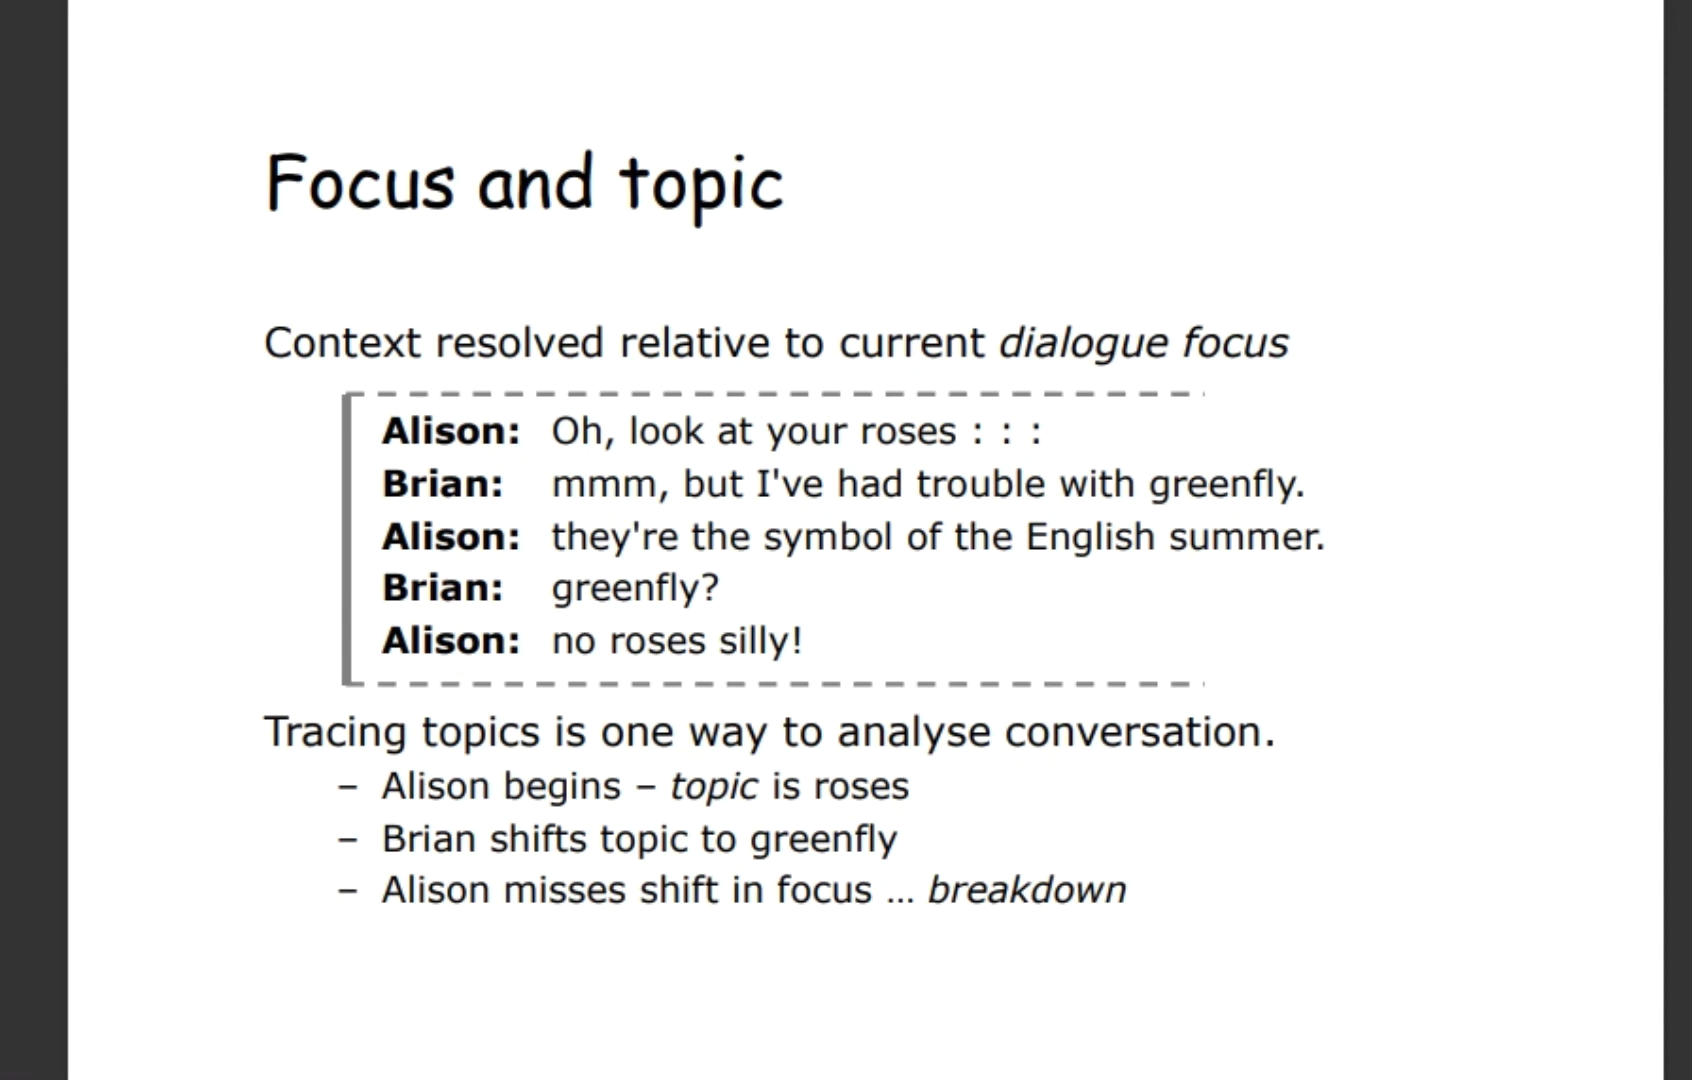 Focus and topic
Context resolved relative to current dialogue focus
Alison: Oh, look at your roses : : :
Brian: mmm, but I've had trouble with greenfly.
Alison: they're the symbol of the English summer.
Brian: greenfly?
Alison: no roses silly!
Tracing topics is one way to analyse conversation.
– Alison begins – topic is roses
– Brian shifts topic to greenfly
– Alison misses shift in focus … breakdown